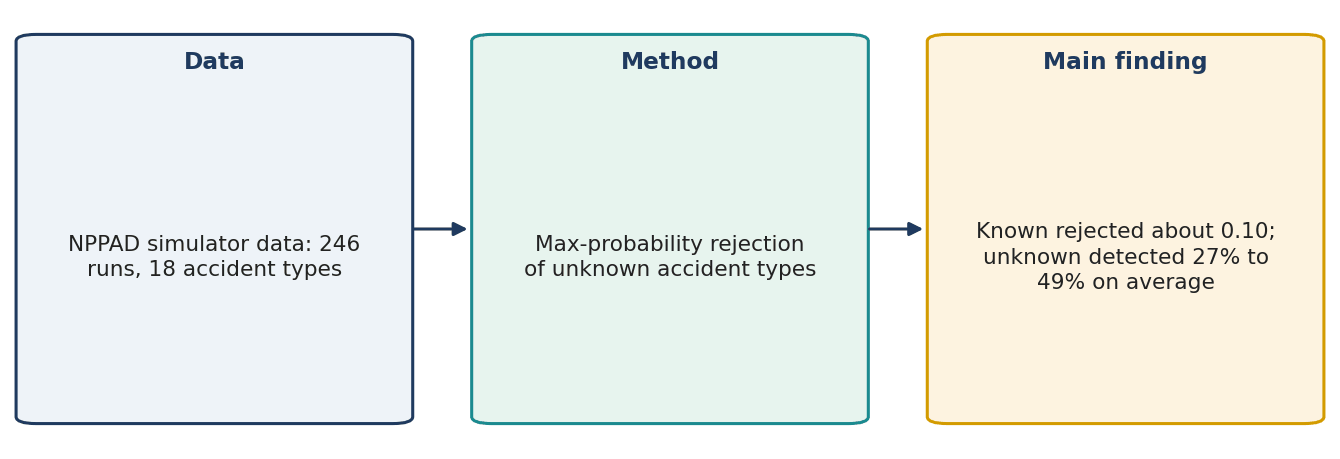 Data
NPPAD simulator data: 246
runs, 18 accident types
Method
Max-probability rejection
of unknown accident types
Main finding
Known rejected about 0.10;
unknown detected 27% to
49% on average